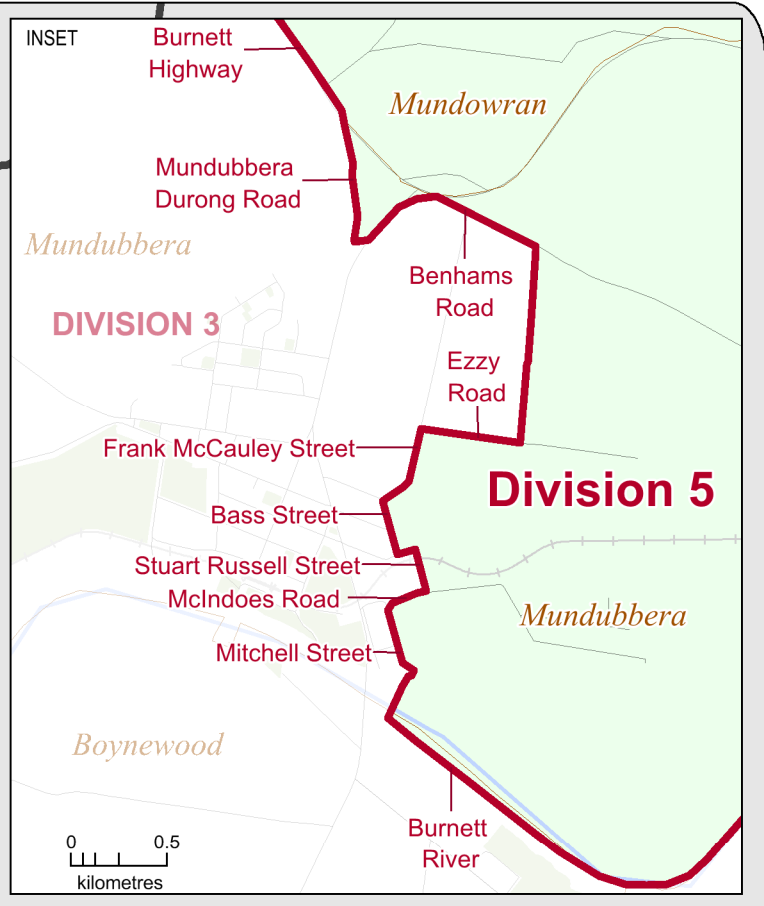 INSET
Burnett
Highway
Mundowran
Mundubbera
Durong Road
Mundubbera
Benhams
Road
DIVISION 3
Ezzy
Road
Frank McCauley Street
Division 5
Bass Street
Stuart Russell Street
McIndoes Road
Mundubbera
Mitchell Street
Boynewood
Burnett
River
0 0.5
kilometres